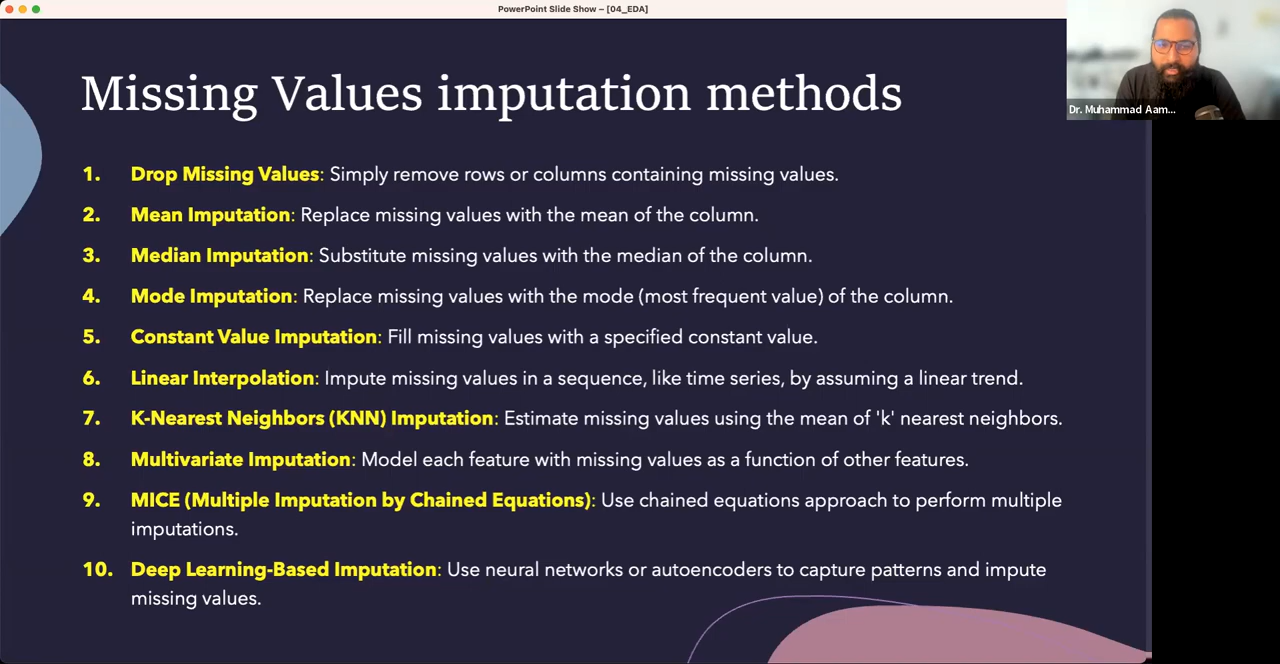 PowerPoint Slide Show – [04_EDA]
Dr. Muhammad Aam...
Missing Values imputation methods
1. Drop Missing Values: Simply remove rows or columns containing missing values.
2. Mean Imputation: Replace missing values with the mean of the column.
3. Median Imputation: Substitute missing values with the median of the column.
4. Mode Imputation: Replace missing values with the mode (most frequent value) of the column.
5. Constant Value Imputation: Fill missing values with a specified constant value.
6. Linear Interpolation: Impute missing values in a sequence, like time series, by assuming a linear trend.
7. K-Nearest Neighbors (KNN) Imputation: Estimate missing values using the mean of 'k' nearest neighbors.
8. Multivariate Imputation: Model each feature with missing values as a function of other features.
9. MICE (Multiple Imputation by Chained Equations): Use chained equations approach to perform multiple
imputations.
10. Deep Learning-Based Imputation: Use neural networks or autoencoders to capture patterns and impute
missing values.